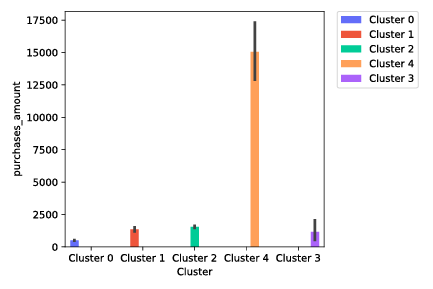 17500
15000
12500
10000
7500
5000
2500
0
purchases_amount
Cluster 0 Cluster 1 Cluster 2 Cluster 4 Cluster 3
Cluster
Cluster 0
Cluster 1
Cluster 2
Cluster 4
Cluster 3